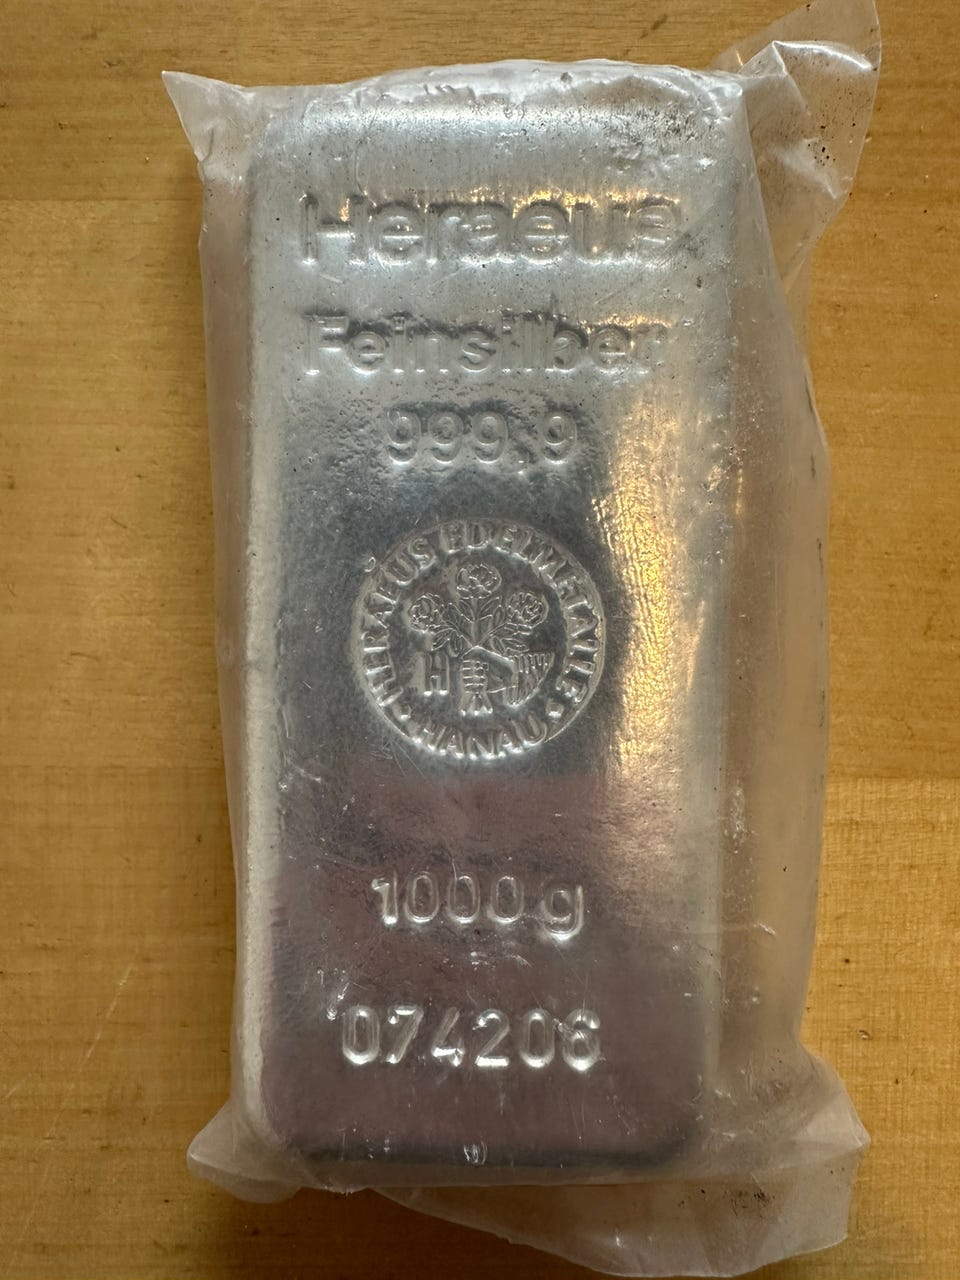 Heraeus
Feinsilber
999,9
HERAEUS EDELMETALLE
HANAU
H
1000 g
074206